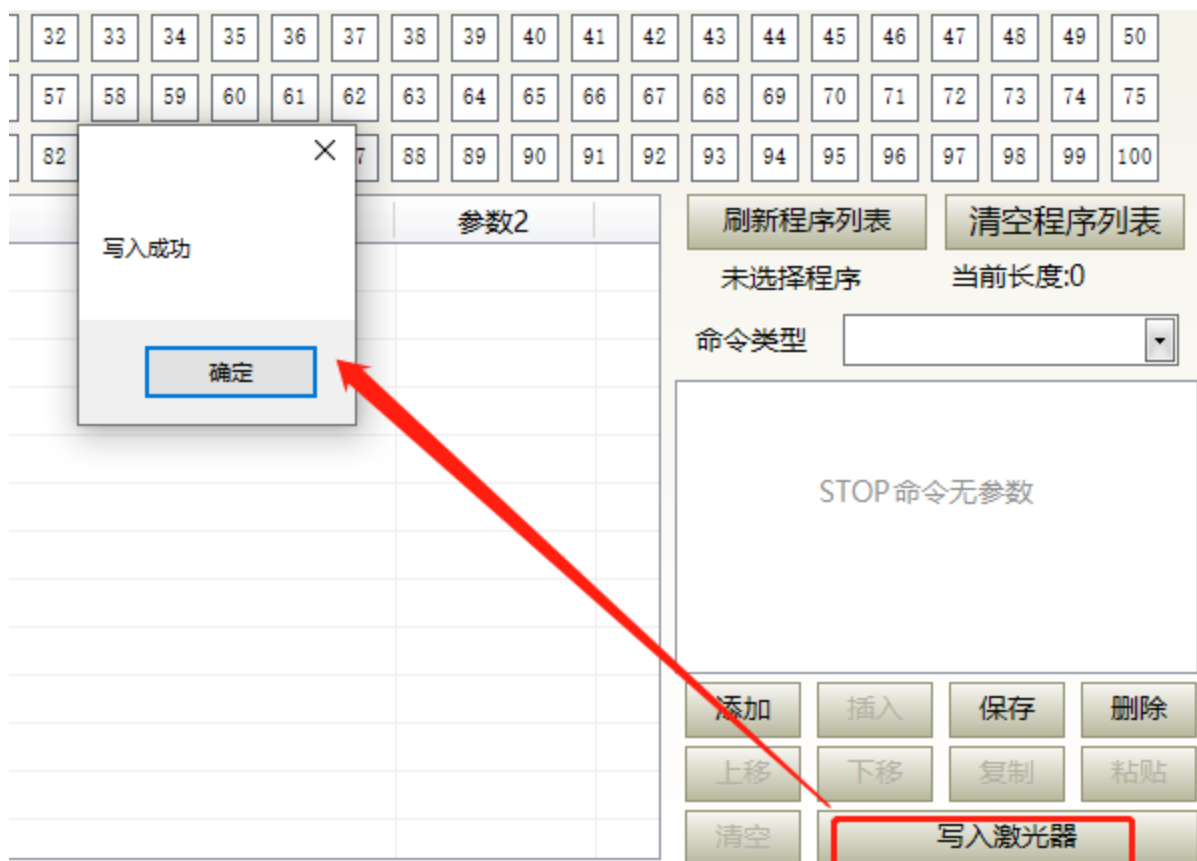 32 33 34 35 36 37 38 39 40 41 42 43 44 45 46 47 48 49 50
57 58 59 60 61 62 63 64 65 66 67 68 69 70 71 72 73 74 75
82 88 89 90 91 92 93 94 95 96 97 98 99 100
参数2
刷新程序列表 清空程序列表
写入成功
未选择程序 当前长度:0
命令类型
确定
STOP命令无参数
添加 插入 保存 删除
上移 下移 复制 粘贴
清空 写入激光器